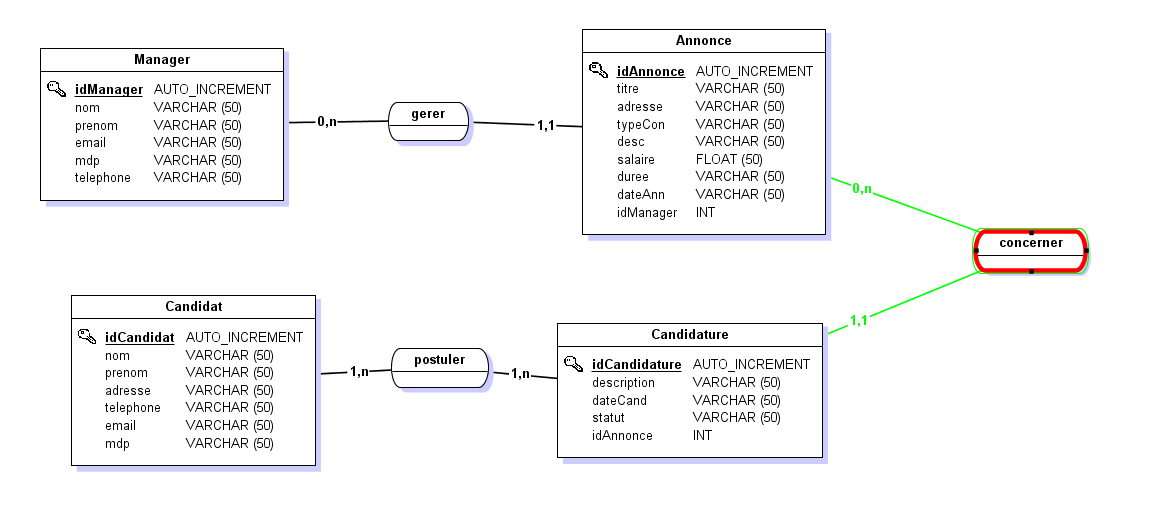 Manager
idManager AUTO_INCREMENT
nom VARCHAR (50)
prenom VARCHAR (50)
email VARCHAR (50)
mdp VARCHAR (50)
telephone VARCHAR (50)
0,n
gerer
1,1
Annonce
idAnnonce AUTO_INCREMENT
titre VARCHAR (50)
adresse VARCHAR (50)
typeCon VARCHAR (50)
desc VARCHAR (50)
salaire FLOAT (50)
duree VARCHAR (50)
dateAnn VARCHAR (50)
idManager INT
0,n
concerner
1,1
Candidat
idCandidat AUTO_INCREMENT
nom VARCHAR (50)
prenom VARCHAR (50)
adresse VARCHAR (50)
telephone VARCHAR (50)
email VARCHAR (50)
mdp VARCHAR (50)
1,n
postuler
1,n
Candidature
idCandidature AUTO_INCREMENT
description VARCHAR (50)
dateCand VARCHAR (50)
statut VARCHAR (50)
idAnnonce INT